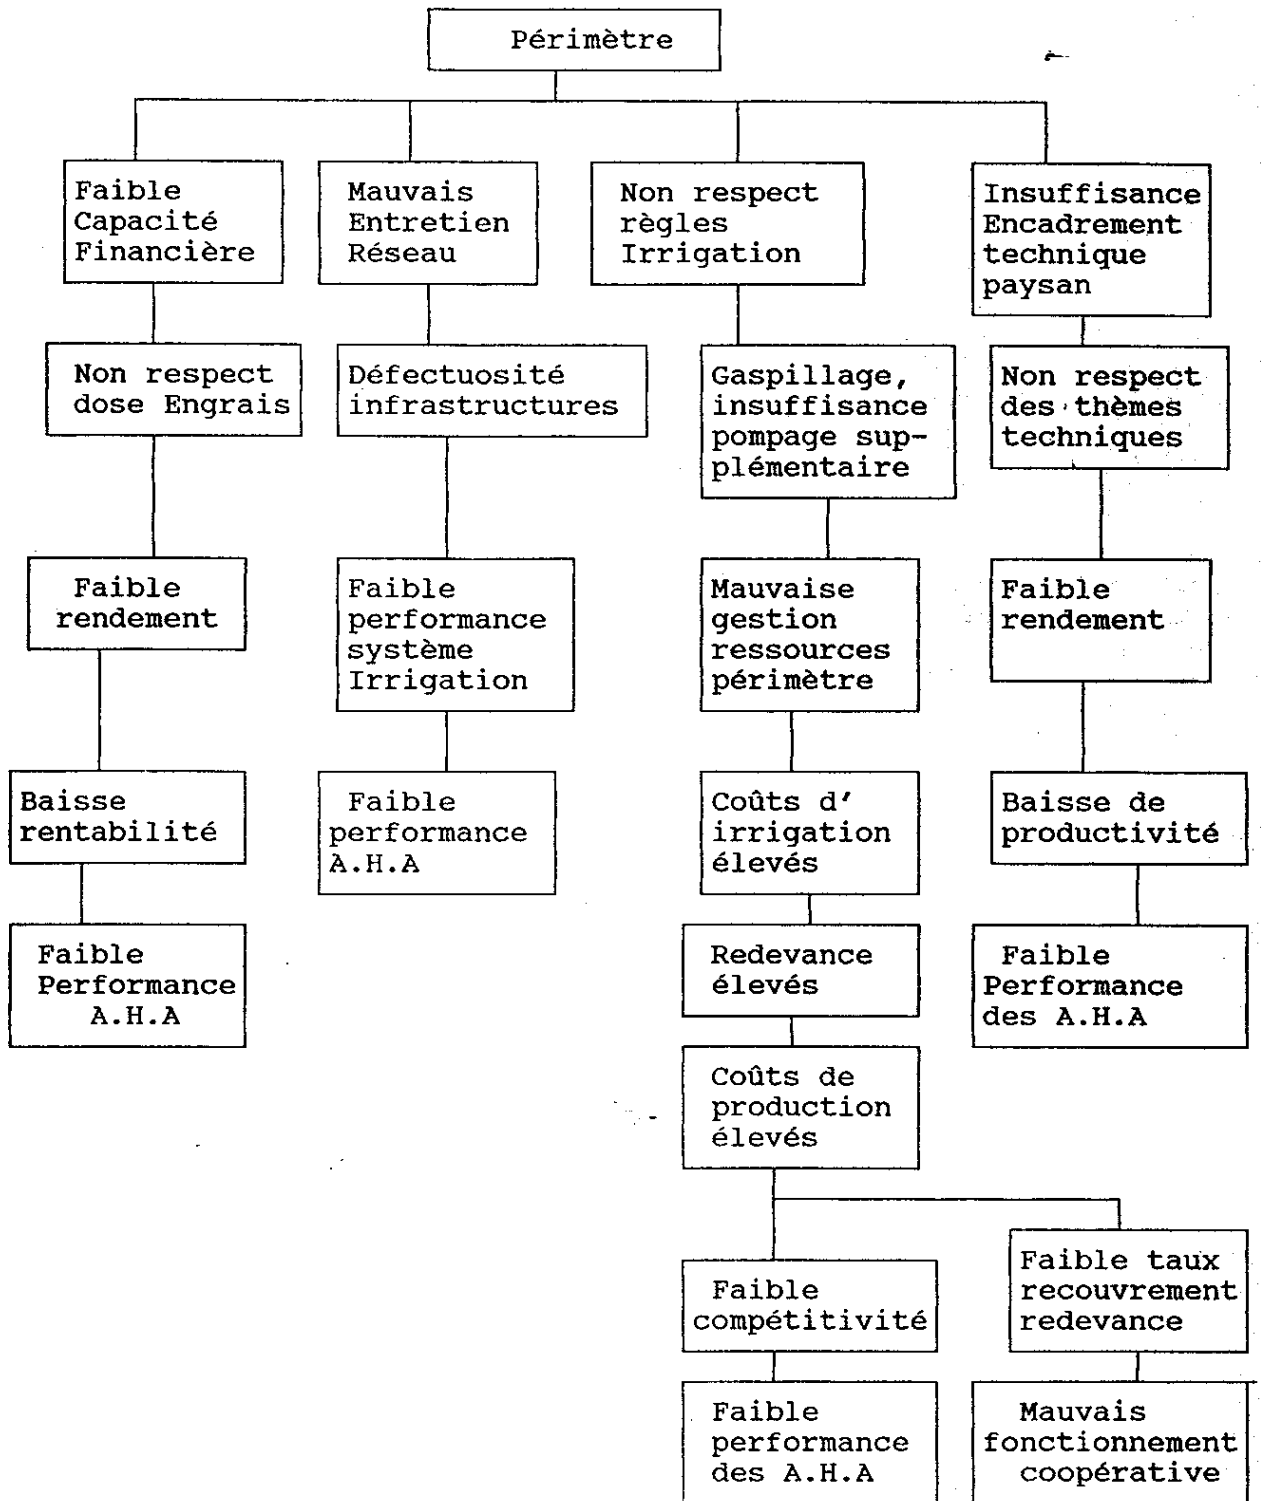 Périmètre
Faible
Capacité
Financière
Mauvais
Entretien
Réseau
Non respect
règles
Irrigation
Insuffisance
Encadrement
technique
paysan
Non respect
dose Engrais
Défectuosité
infrastructures
Gaspillage,
insuffisance
pompage sup-
plémentaire
Non respect
des thèmes
techniques
Faible
rendement
Faible
performance
système
Irrigation
Mauvaise
gestion
ressources
périmètre
Faible
rendement
Baisse
rentabilité
Faible
performance
A.H.A
Coûts d'
irrigation
élevés
Baisse de
productivité
Faible
Performance
A.H.A
Redevance
élevés
Faible
Performance
des A.H.A
Coûts de
production
élevés
Faible
compétitivité
Faible taux
recouvrement
redevance
Faible
performance
des A.H.A
Mauvais
fonctionnement
coopérative